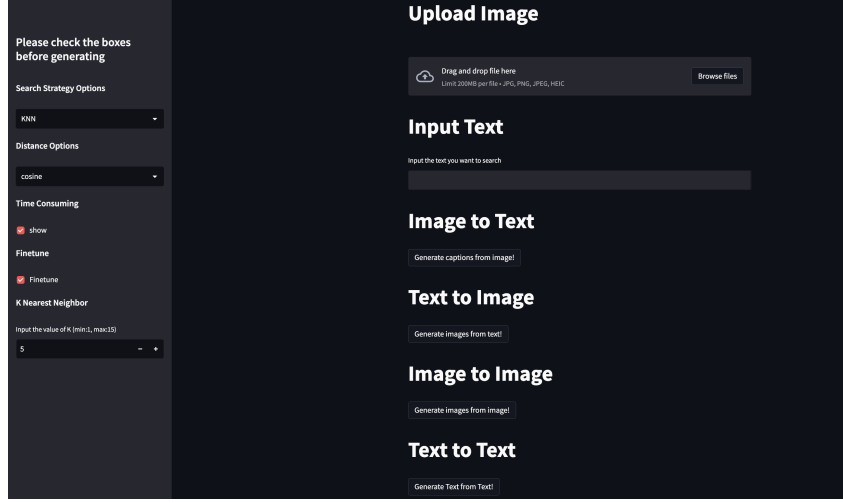 Please check the boxes
before generating
Search Strategy Options
KNN
Distance Options
cosine
Time Consuming
show
Finetune
Finetune
K Nearest Neighbor
Input the value of K (min:1, max:15)
5
- +
Upload Image
Drag and drop file here
Limit 200MB per file • JPG, PNG, JPEG, HEIC
Browse files
Input Text
Input the text you want to search
Image to Text
Generate captions from image!
Text to Image
Generate images from text!
Image to Image
Generate images from image!
Text to Text
Generate Text from Text!